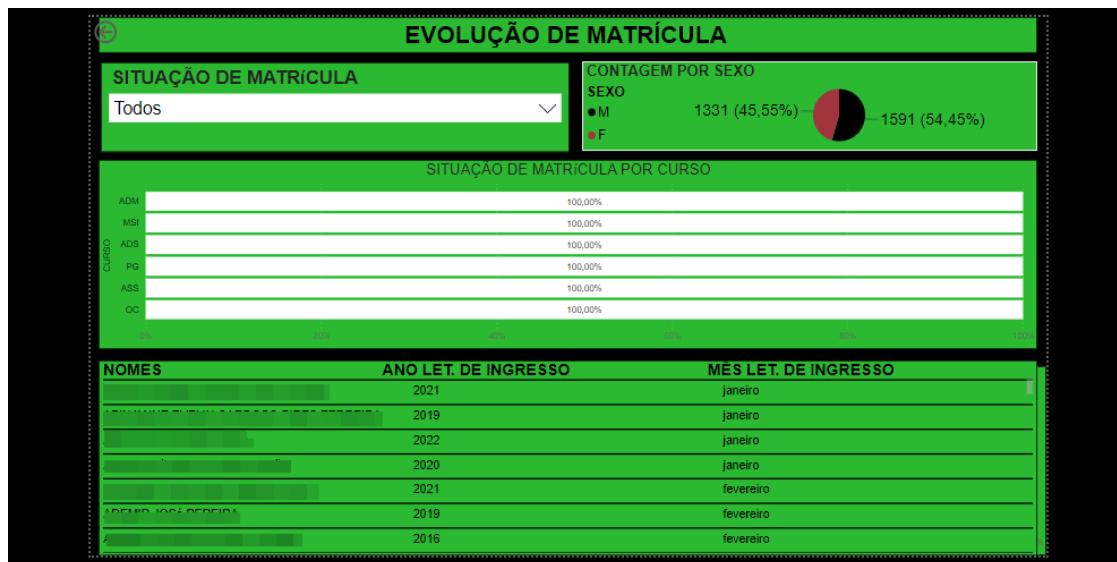 EVOLUÇÃO DE MATRÍCULA
SITUAÇÃO DE MATRíCULA
Todos
CONTAGEM POR SEXO
SEXO
M
F
1331 (45,55%)
1591 (54,45%)
SITUAÇÃO DE MATRíCULA POR CURSO
CURSO
ADM 100,00%
MSI 100,00%
ADS 100,00%
PG 100,00%
ASS 100,00%
OC 100,00%
0% 20% 40% 60% 80% 100%
NOMES ANO LET. DE INGRESSO MÊS LET. DE INGRESSO
2021 janeiro
2019 janeiro
2022 janeiro
2020 janeiro
2021 fevereiro
2019 fevereiro
2016 fevereiro